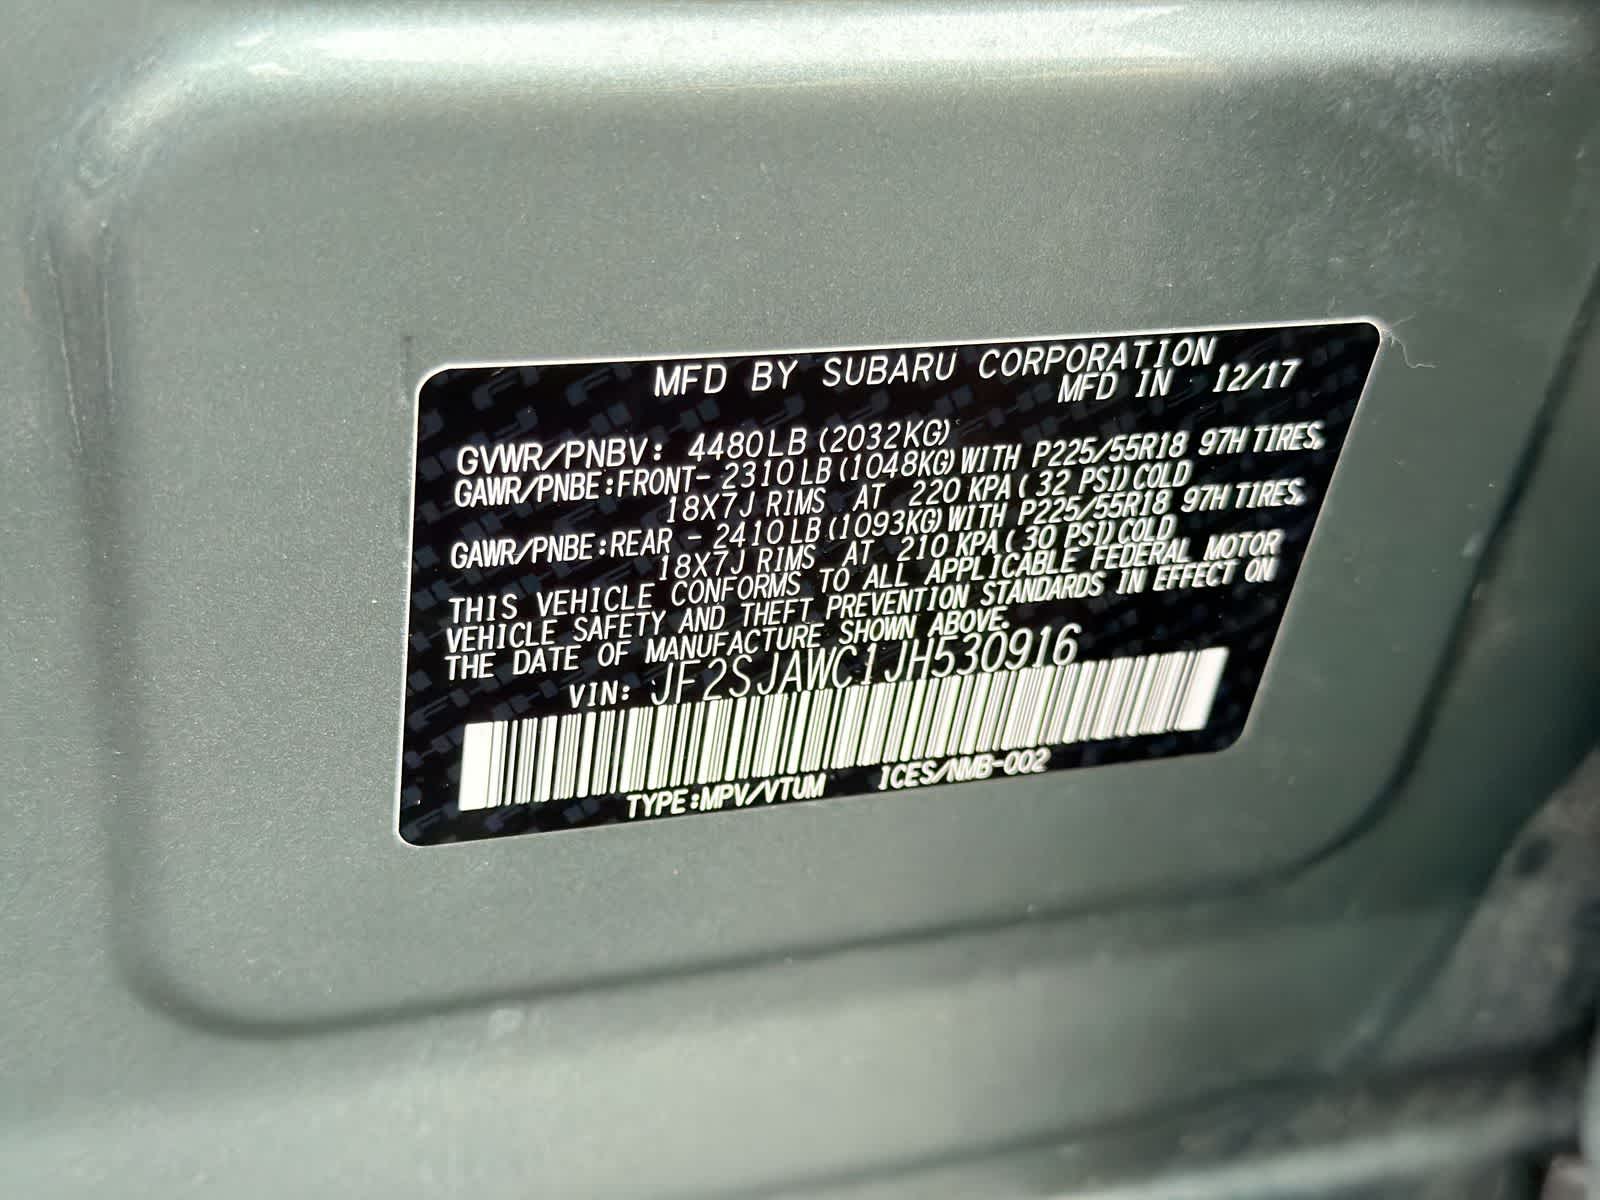 MFD BY SUBARU CORPORATION
MFD IN 12/17
GVWR/PNBV: 4480LB(2032KG)
GAWR/PNBE:FRONT- 2310LB(1048KG)WITH P225/55R18 97H TIRES,
18X7J RIMS AT 220 KPA( 32 PSI)COLD
GAWR/PNBE:REAR - 2410LB(1093KG)WITH P225/55R18 97H TIRES,
18X7J RIMS AT 210 KPA( 30 PSI)COLD
THIS VEHICLE CONFORMS TO ALL APPLICABLE FEDERAL MOTOR
VEHICLE SAFETY AND THEFT PREVENTION STANDARDS IN EFFECT ON
THE DATE OF MANUFACTURE SHOWN ABOVE.
VIN: JF2SJAWC1JH530916
TYPE:MPV/VTUM ICES/NMB-002